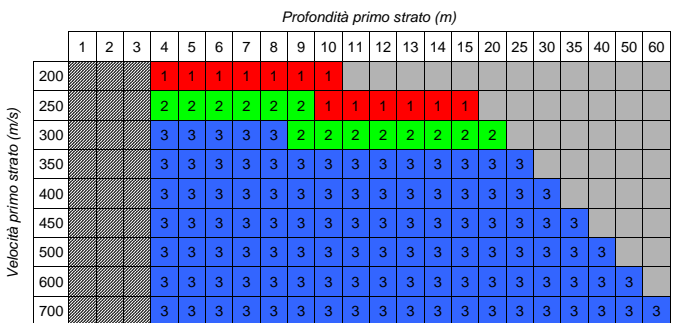 Profondità primo strato (m)
1 2 3 4 5 6 7 8 9 10 11 12 13 14 15 20 25 30 35 40 50 60
Velocità primo strato (m/s)
200 1 1 1 1 1 1 1
250 2 2 2 2 2 2 1 1 1 1 1 1
300 3 3 3 3 3 2 2 2 2 2 2 2 2
350 3 3 3 3 3 3 3 3 3 3 3 3 3 3
400 3 3 3 3 3 3 3 3 3 3 3 3 3 3 3
450 3 3 3 3 3 3 3 3 3 3 3 3 3 3 3 3
500 3 3 3 3 3 3 3 3 3 3 3 3 3 3 3 3 3
600 3 3 3 3 3 3 3 3 3 3 3 3 3 3 3 3 3 3
700 3 3 3 3 3 3 3 3 3 3 3 3 3 3 3 3 3 3 3